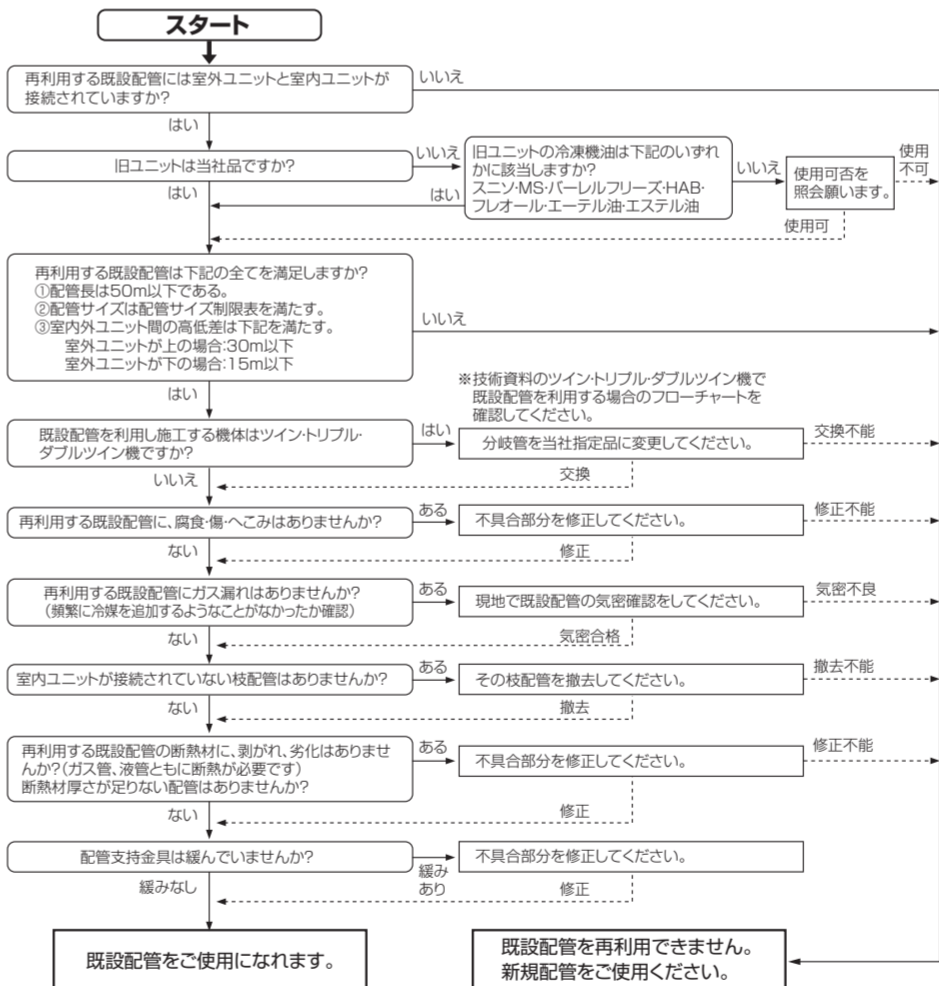 スタート
再利用する既設配管には室外ユニットと室内ユニットが
接続されていますか?
いいえ
はい
旧ユニットは当社品ですか?
いいえ
はい
旧ユニットの冷凍機油は下記のいずれ
かに該当しますか?
スニソ・MS・バーレルフリーズ・HAB・
フレオール・エーテル油・エステル油
はい
いいえ
使用可否を
照会願います。
使用
不可
使用可
再利用する既設配管は下記の全てを満足しますか?
①配管長は50m以下である。
②配管サイズは配管サイズ制限表を満たす。
③室内外ユニット間の高低差は下記を満たす。
室外ユニットが上の場合:30m以下
室外ユニットが下の場合:15m以下
いいえ
はい
※技術資料のツイン・トリプル・ダブルツイン機で
既設配管を利用する場合のフローチャートを
確認してください。
既設配管を利用し施工する機体はツイン・トリプル・
ダブルツイン機ですか?
はい
分岐管を当社指定品に変更してください。
交換不能
交換
いいえ
再利用する既設配管に、腐食・傷・へこみはありませんか?
ある
不具合部分を修正してください。
修正不能
修正
ない
再利用する既設配管にガス漏れはありませんか?
(頻繁に冷媒を追加するようなことがなかったか確認)
ある
現地で既設配管の気密確認をしてください。
気密不良
気密合格
ない
室内ユニットが接続されていない枝配管はありませんか?
ある
その枝配管を撤去してください。
撤去不能
撤去
ない
再利用する既設配管の断熱材に、剥がれ、劣化はありませ
んか?(ガス管、液管ともに断熱が必要です)
断熱材厚さが足りない配管はありませんか?
ある
不具合部分を修正してください。
修正不能
修正
ない
配管支持金具は緩んでいませんか?
緩み
あり
不具合部分を修正してください。
修正
緩みなし
既設配管をご使用になれます。
既設配管を再利用できません。
新規配管をご使用ください。